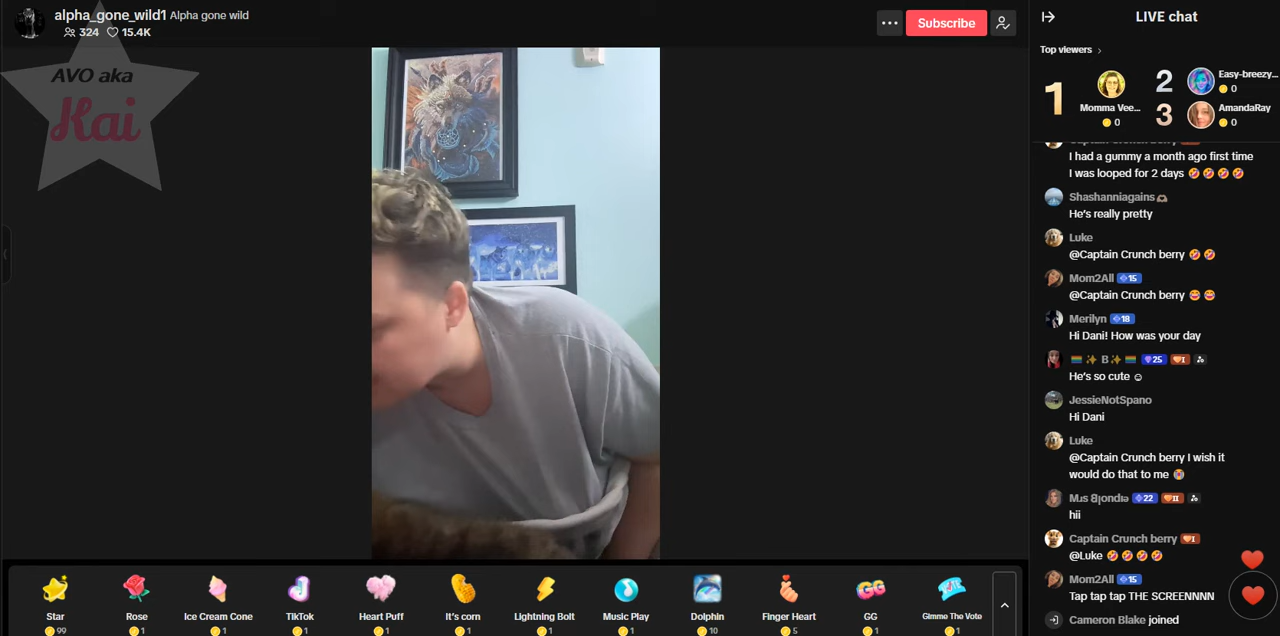 alpha_gone_wild1 Alpha gone wild
324 15.4K
Subscribe
AVO aka
Kai
LIVE chat
Top viewers
1
Momma Vee...
0
2
Easy-breezy...
0
3
AmandaRay
0
I had a gummy a month ago first time
I was looped for 2 days 🤣 🤣 🤣 🤣
Shashanniagains🫶🏽
He's really pretty
Luke
@Captain Crunch berry 🤣 🤣
Mom2All 15
@Captain Crunch berry 😂 😂
Merilyn 18
Hi Dani! How was your day
🏳️‍🌈 ✨ B✨ 🏳️‍🌈 25 I
He's so cute ☺
JessieNotSpano
Hi Dani
Luke
@Captain Crunch berry I wish it
would do that to me 😭
22 II
hii
Captain Crunch berry I
@Luke 🤣 🤣 🤣 🤣
Mom2All 15
Tap tap tap THE SCREENNNN
Cameron Blake joined
Star
99
Rose
1
Ice Cream Cone
1
TikTok
1
Heart Puff
1
It's corn
1
Lightning Bolt
1
Music Play
1
Dolphin
10
Finger Heart
5
GG
1
Gimme The Vote
1